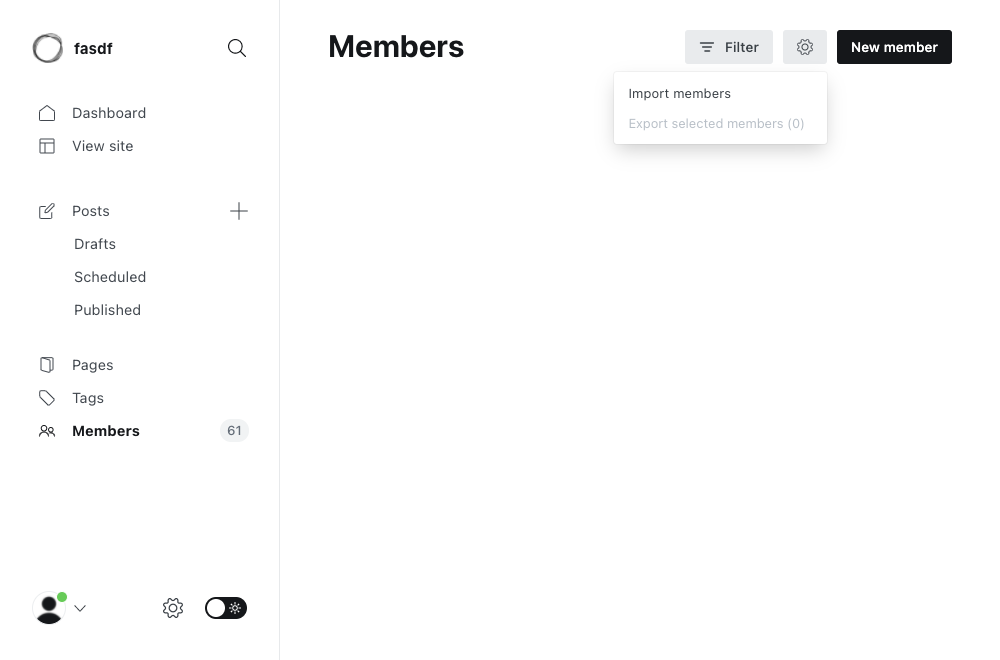 fasdf
Dashboard
View site
Posts
Drafts
Scheduled
Published
Pages
Tags
Members
61
Members
Filter
New member
Import members
Export selected members (0)